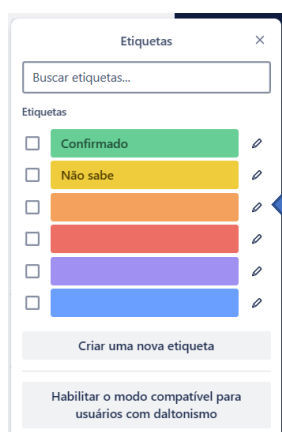 Etiquetas
Buscar etiquetas...
Etiquetas
Confirmado
Não sabe
Criar uma nova etiqueta
Habilitar o modo compatível para
usuários com daltonismo